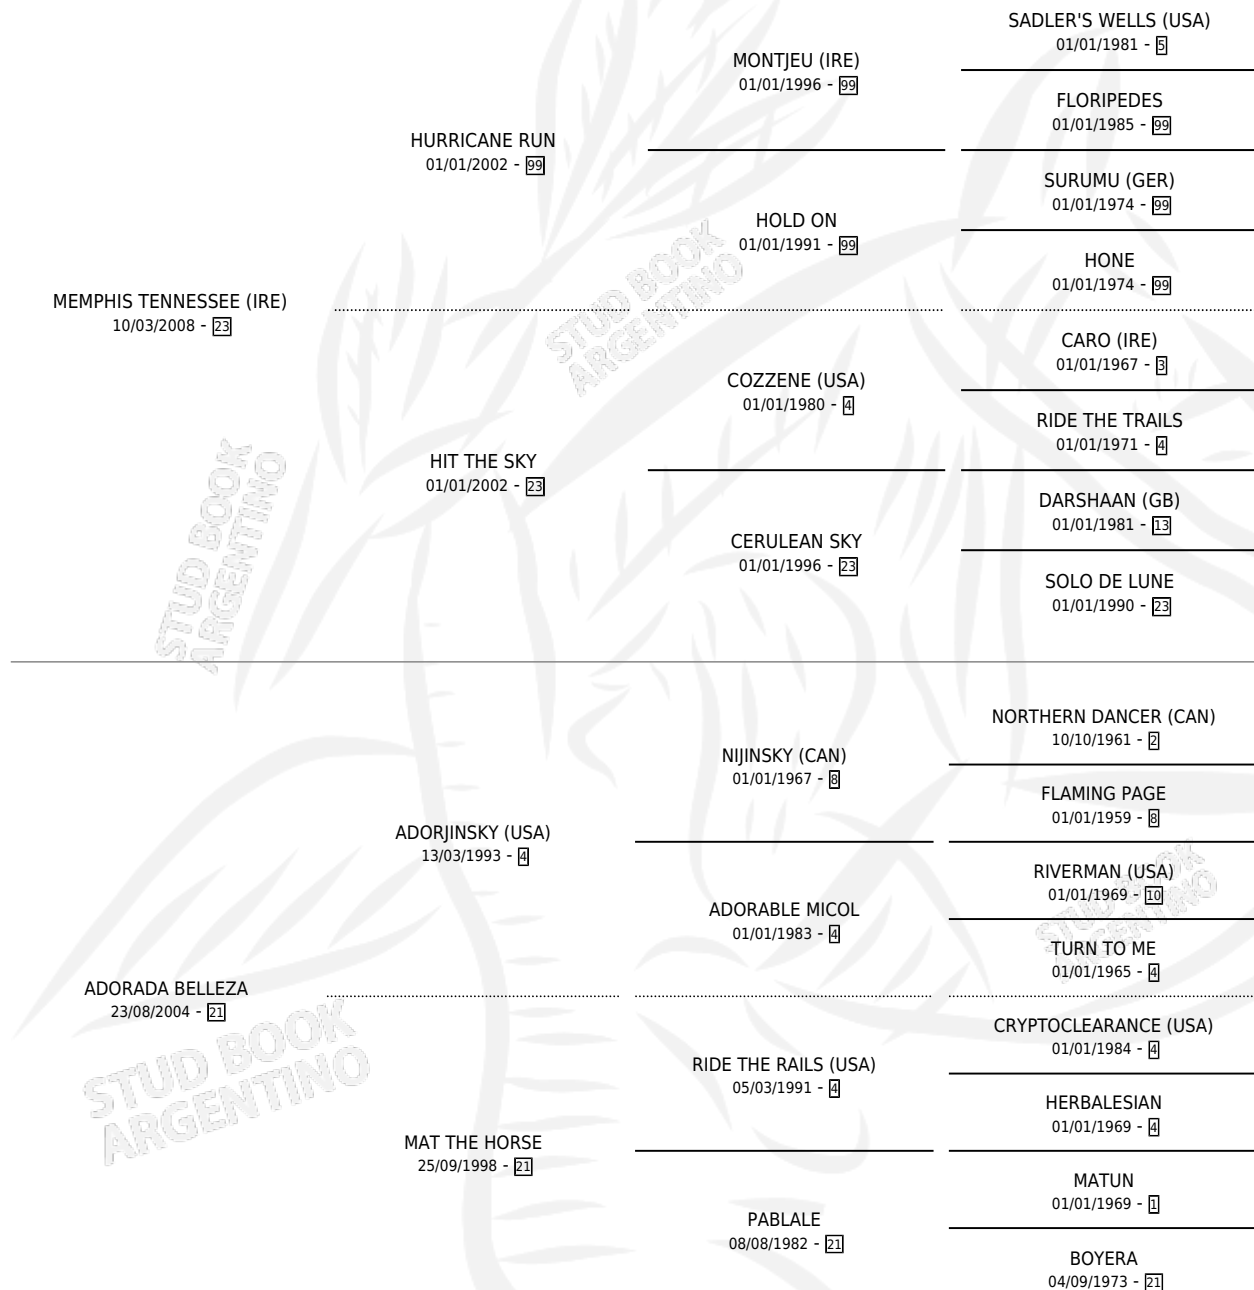 SADLER'S WELLS (USA)
01/01/1981 - 5
MONTJEU (IRE)
01/01/1996 - 99
FLORIPEDES
01/01/1985 - 99
HURRICANE RUN
01/01/2002 - 99
SURUMU (GER)
01/01/1974 - 99
HOLD ON
01/01/1991 - 99
HONE
01/01/1974 - 99
MEMPHIS TENNESSEE (IRE)
10/03/2008 - 23
CARO (IRE)
01/01/1967 - 3
COZZENE (USA)
01/01/1980 - 4
RIDE THE TRAILS
01/01/1971 - 4
HIT THE SKY
01/01/2002 - 23
DARSHAAN (GB)
01/01/1981 - 13
CERULEAN SKY
01/01/1996 - 23
SOLO DE LUNE
01/01/1990 - 23
NORTHERN DANCER (CAN)
10/10/1961 - 2
NIJINSKY (CAN)
01/01/1967 - 8
FLAMING PAGE
01/01/1959 - 8
ADORJINSKY (USA)
13/03/1993 - 4
RIVERMAN (USA)
01/01/1969 - 10
ADORABLE MICOL
01/01/1983 - 4
TURN TO ME
01/01/1965 - 4
ADORADA BELLEZA
23/08/2004 - 21
CRYPTOCLEARANCE (USA)
01/01/1984 - 4
RIDE THE RAILS (USA)
05/03/1991 - 4
HERBALESIAN
01/01/1969 - 4
MAT THE HORSE
25/09/1998 - 21
MATUN
01/01/1969 - 1
PABLALE
08/08/1982 - 21
BOYERA
04/09/1973 - 21
STUD BOOK
ARGENTINO
STUD BOOK
ARGENTINO
STUD BOOK
ARGENTINO
STUD BOOK
ARGENTINO